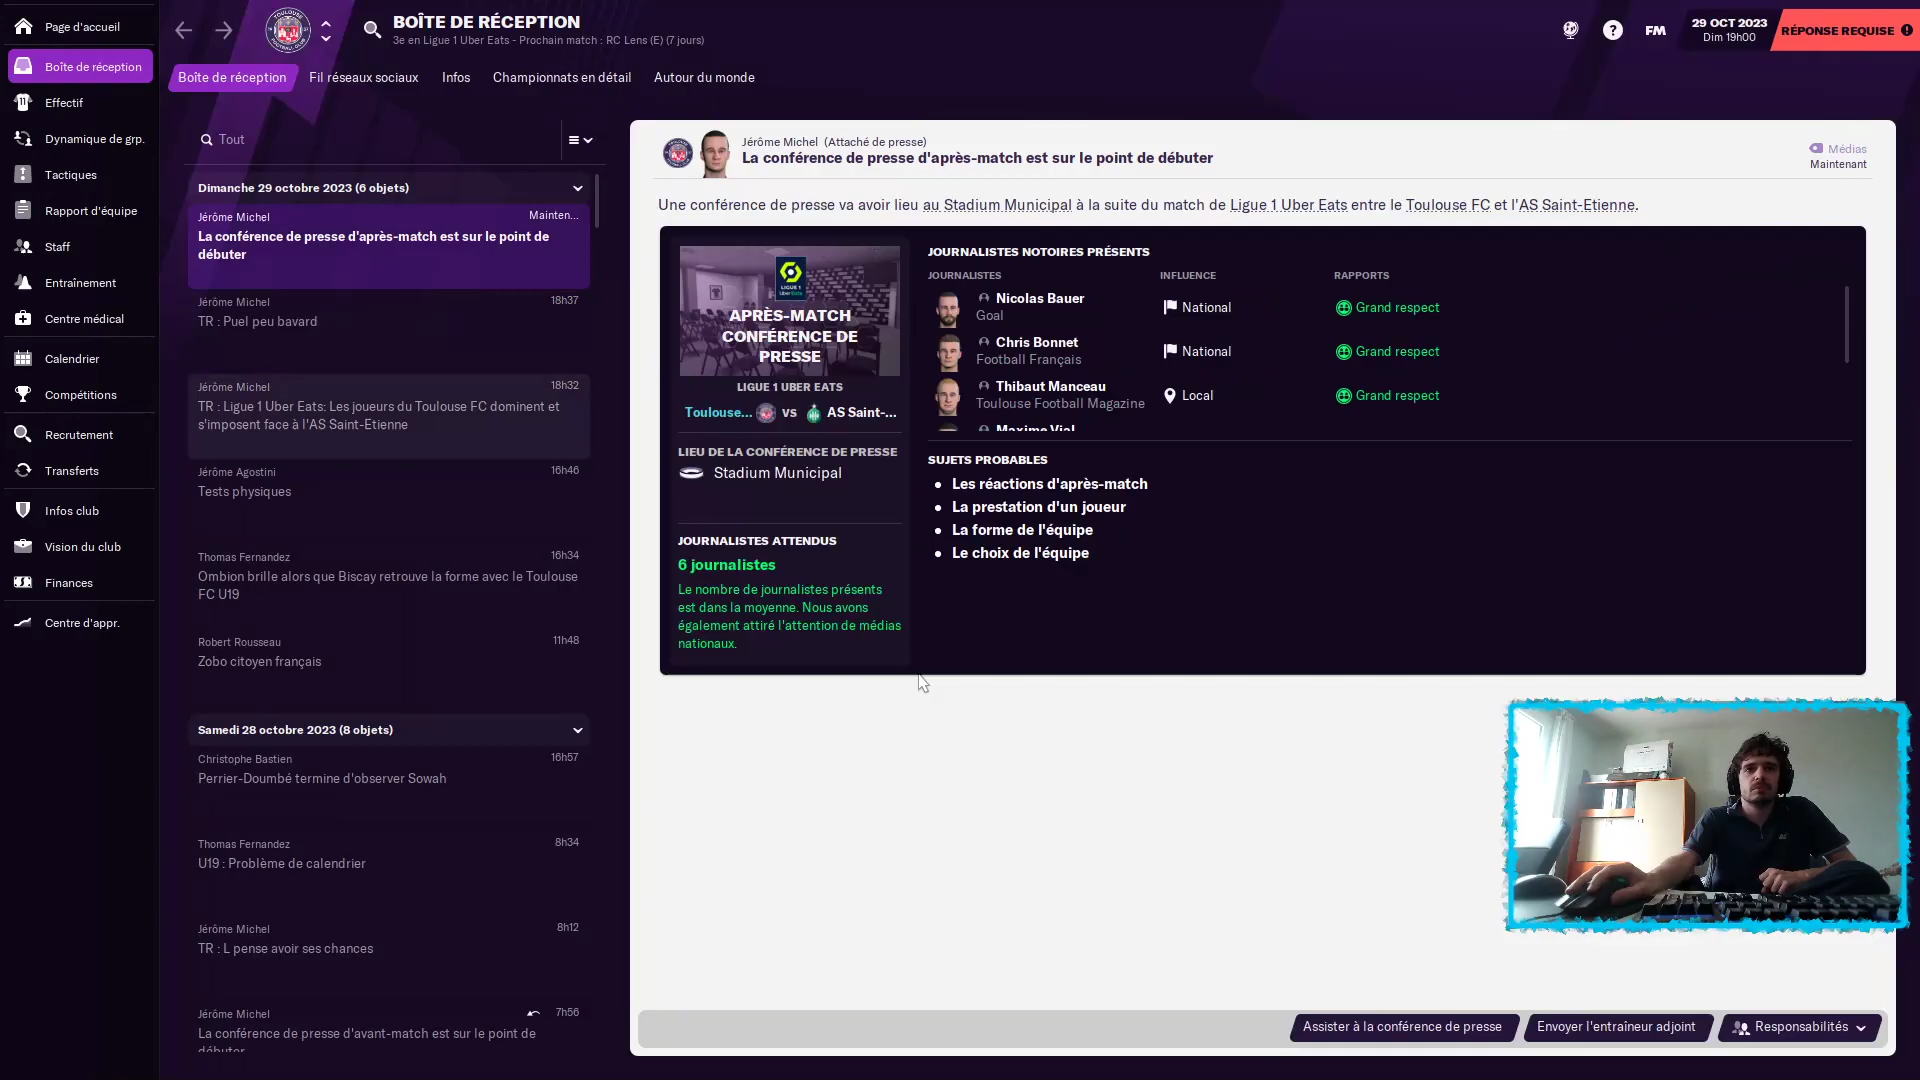 Page d'accueil
Boîte de réception
Effectif
Dynamique de grp.
Tactiques
Rapport d'équipe
Staff
Entraînement
Centre médical
Calendrier
Compétitions
Recrutement
Transferts
Infos club
Vision du club
Finances
Centre d'appr.
BOÎTE DE RÉCEPTION
3e en Ligue 1 Uber Eats - Prochain match : RC Lens (E) (7 jours)
FM
29 OCT 2023
Dim 19h00
RÉPONSE REQUISE
Boîte de réception
Fil réseaux sociaux
Infos
Championnats en détail
Autour du monde
Tout
Dimanche 29 octobre 2023 (6 objets)
Jérôme Michel
Mainten...
La conférence de presse d'après-match est sur le point de
débuter
Jérôme Michel
18h37
TR : Puel peu bavard
Jérôme Michel
18h32
TR : Ligue 1 Uber Eats: Les joueurs du Toulouse FC dominent et
s'imposent face à l'AS Saint-Etienne
Jérôme Agostini
16h46
Tests physiques
Thomas Fernandez
16h34
Ombion brille alors que Biscay retrouve la forme avec le Toulouse
FC U19
Robert Rousseau
11h48
Zobo citoyen français
Samedi 28 octobre 2023 (8 objets)
Christophe Bastien
16h57
Perrier-Doumbé termine d'observer Sowah
Thomas Fernandez
8h34
U19 : Problème de calendrier
Jérôme Michel
8h12
TR : L pense avoir ses chances
Jérôme Michel
7h56
La conférence de presse d'avant-match est sur le point de
débuter
Jérôme Michel (Attaché de presse)
La conférence de presse d'après-match est sur le point de débuter
Médias
Maintenant
Une conférence de presse va avoir lieu au Stadium Municipal à la suite du match de Ligue 1 Uber Eats entre le Toulouse FC et l'AS Saint-Etienne.
LIGUE 1
Uber Eats
APRÈS-MATCH
CONFÉRENCE DE
PRESSE
LIGUE 1 UBER EATS
Toulouse... vs AS Saint-...
LIEU DE LA CONFÉRENCE DE PRESSE
Stadium Municipal
JOURNALISTES ATTENDUS
6 journalistes
Le nombre de journalistes présents
est dans la moyenne. Nous avons
également attiré l'attention de médias
nationaux.
JOURNALISTES NOTOIRES PRÉSENTS
JOURNALISTES
INFLUENCE
RAPPORTS
Nicolas Bauer
Goal
National
Grand respect
Chris Bonnet
Football Français
National
Grand respect
Thibaut Manceau
Toulouse Football Magazine
Local
Grand respect
Maxime Vial
SUJETS PROBABLES
Les réactions d'après-match
La prestation d'un joueur
La forme de l'équipe
Le choix de l'équipe
Assister à la conférence de presse
Envoyer l'entraîneur adjoint
Responsabilités